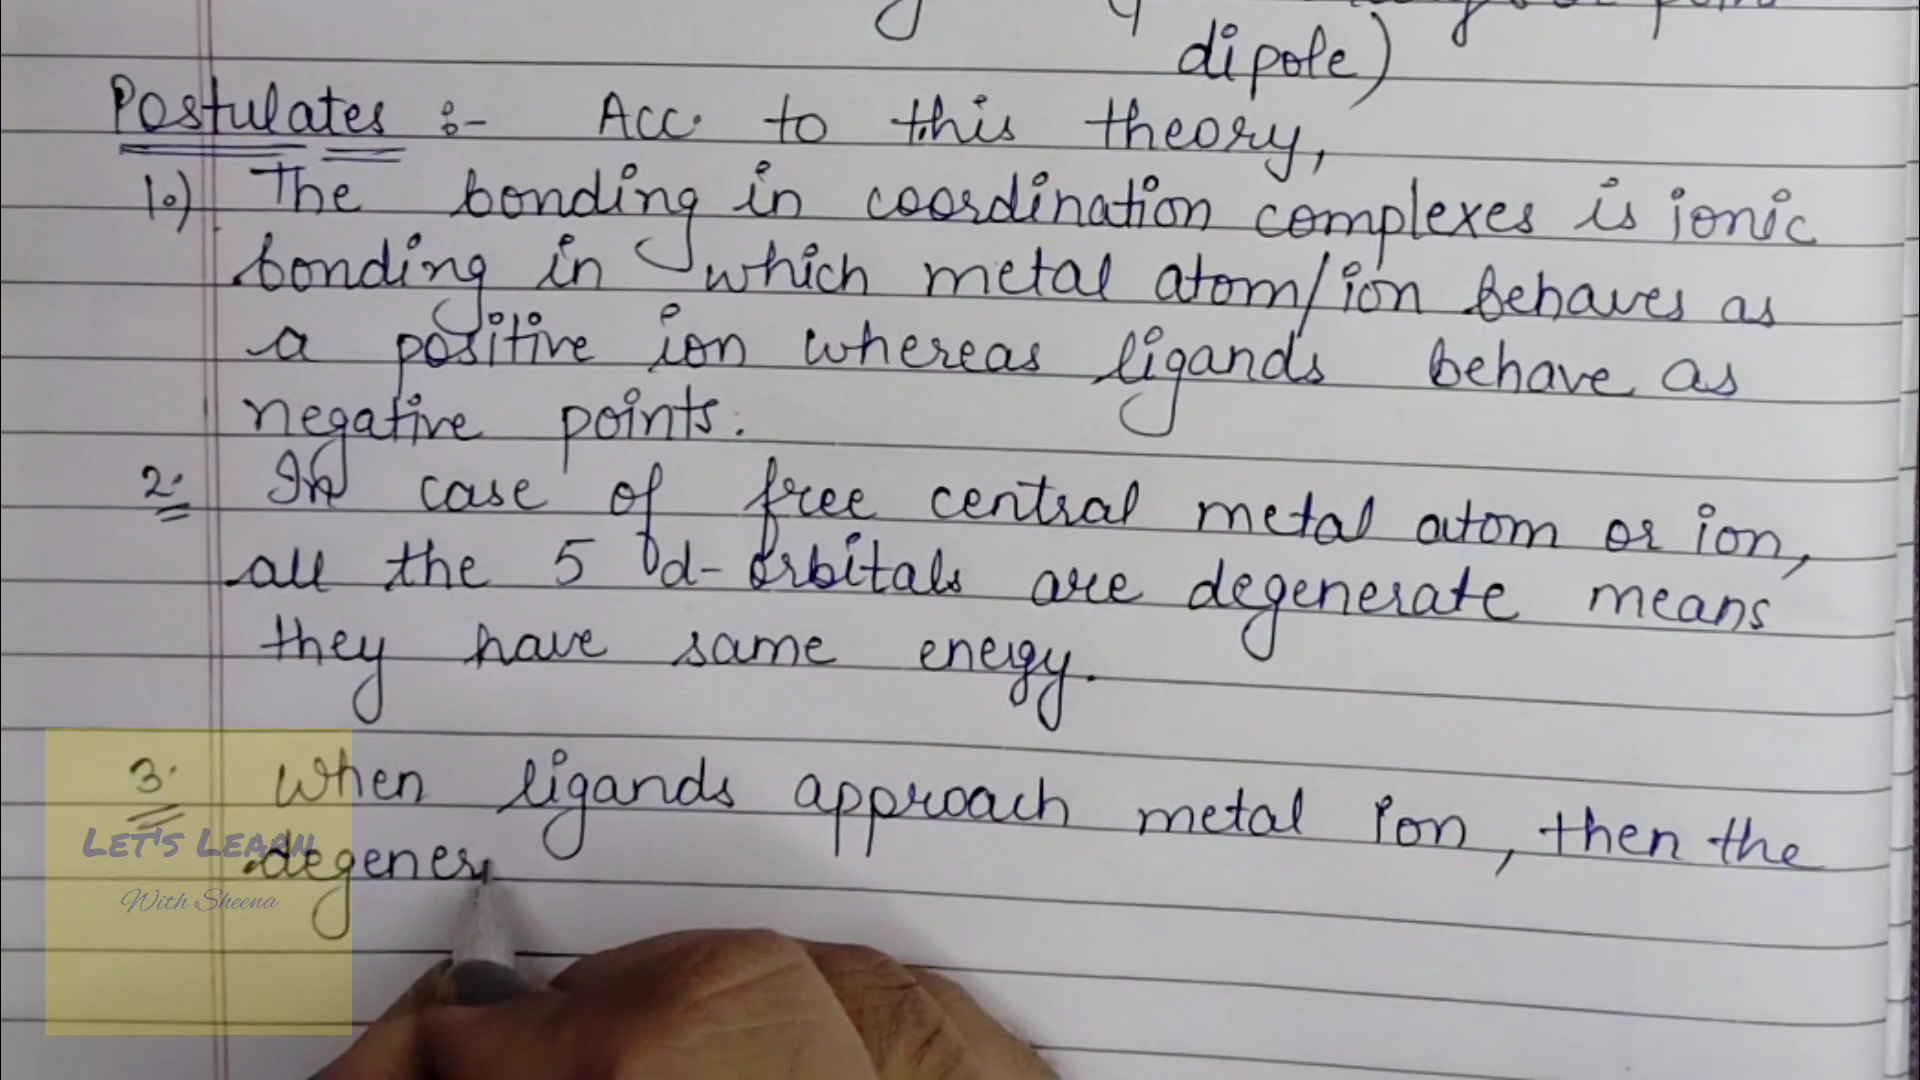 dipole)
Postulates :- Acc. to this theory,
1.) The bonding in coordination complexes is ionic
bonding in which metal atom/ion behaves as
a positive ion whereas ligands behave as
negative points.
2. In case of free central metal atom or ion,
all the 5 d-orbitals are degenerate means
they have same energy.
3. When ligands approach metal ion, then the
degener
LET'S LEARN
With Sheena